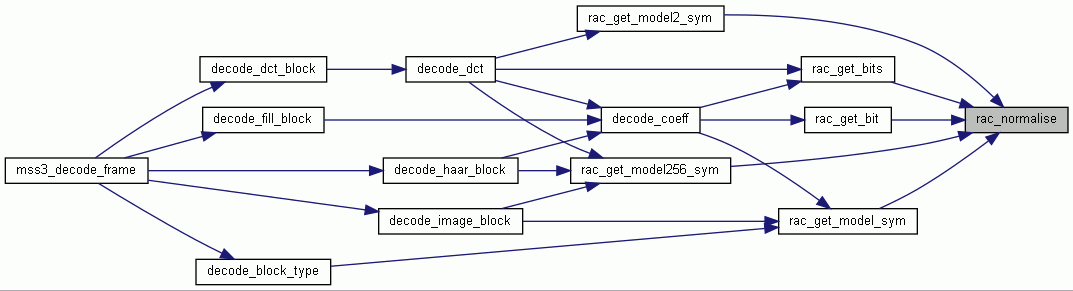 rac_get_model2_sym
decode_dct_block
decode_dct
rac_get_bits
decode_fill_block
decode_coeff
rac_get_bit
rac_normalise
mss3_decode_frame
decode_haar_block
rac_get_model256_sym
decode_image_block
rac_get_model_sym
decode_block_type